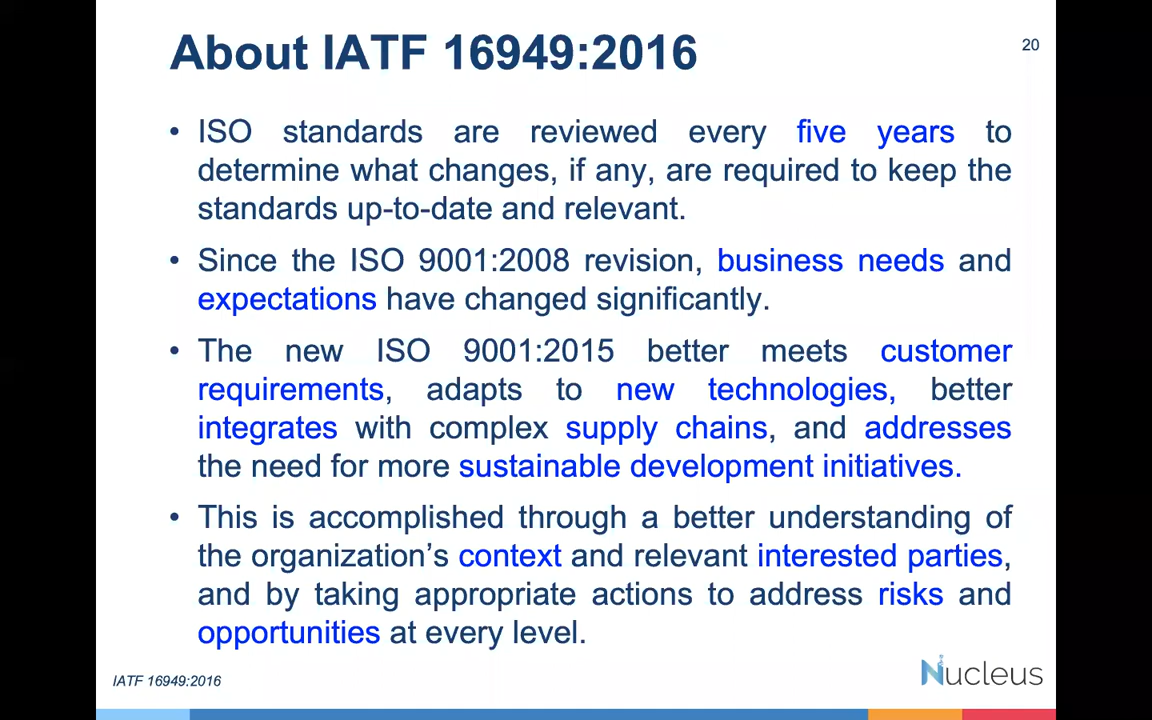 About IATF 16949:2016
20
• ISO standards are reviewed every five years to
determine what changes, if any, are required to keep the
standards up-to-date and relevant.
• Since the ISO 9001:2008 revision, business needs and
expectations have changed significantly.
• The new ISO 9001:2015 better meets customer
requirements, adapts to new technologies, better
integrates with complex supply chains, and addresses
the need for more sustainable development initiatives.
• This is accomplished through a better understanding of
the organization’s context and relevant interested parties,
and by taking appropriate actions to address risks and
opportunities at every level.
IATF 16949:2016
Nucleus